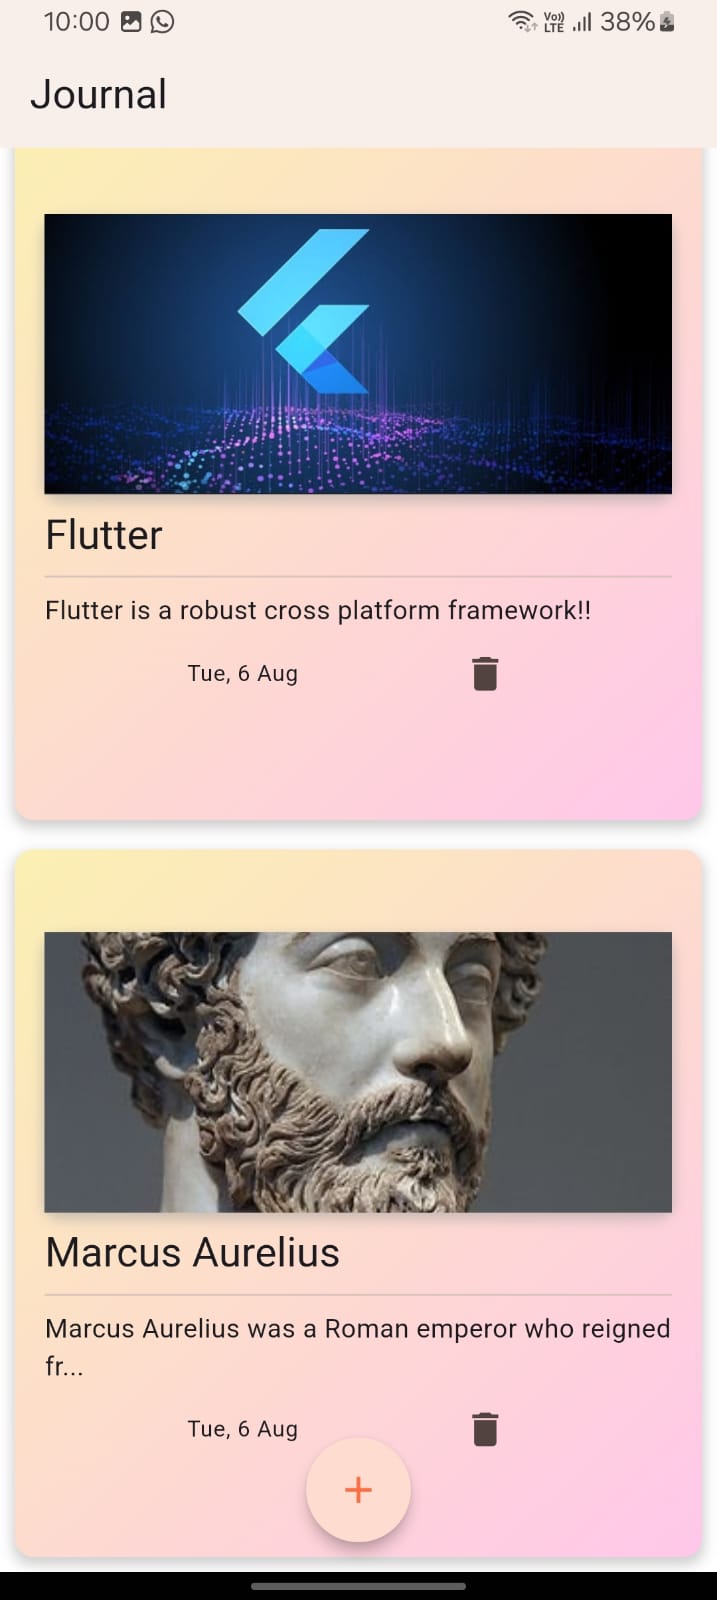 10:00 Vo)) LTE 38%
Journal
Flutter
Flutter is a robust cross platform framework!!
Tue, 6 Aug
Marcus Aurelius
Marcus Aurelius was a Roman emperor who reigned
fr...
Tue, 6 Aug
+